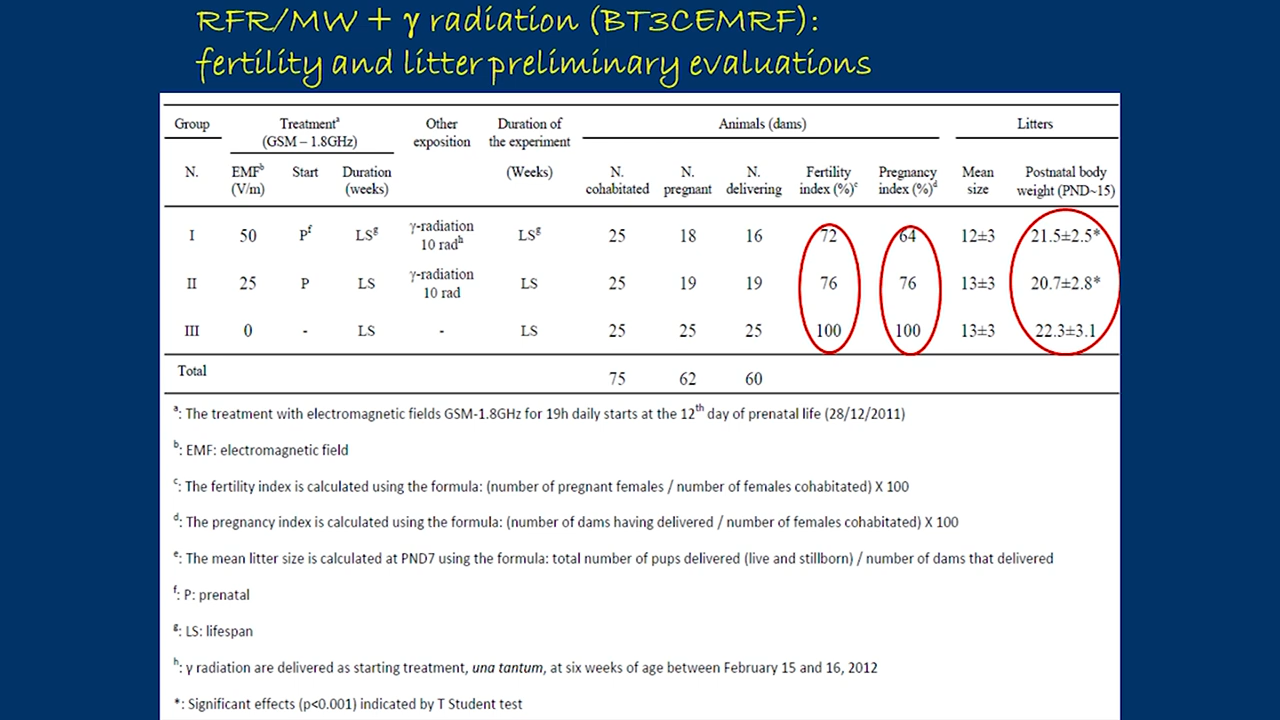 RFR/MW + γ radiation (BT3CEMRF):
fertility and litter preliminary evaluations
Group Treatmentᵃ Other Duration of Animals (dams) Litters
(GSM – 1.8GHz) exposition the experiment
N. EMFᵇ Start Duration (Weeks) N. N. N. Fertility Pregnancy Mean Postnatal body
(V/m) (weeks) cohabitated pregnant delivering index (%)ᶜ index (%)ᵈ size weight (PND~15)
I 50 Pᶠ LSᵍ γ-radiation 10 radʰ LSᵍ 25 18 16 72 64 12±3 21.5±2.5*
II 25 P LS γ-radiation 10 rad LS 25 19 19 76 76 13±3 20.7±2.8*
III 0 - LS - LS 25 25 25 100 100 13±3 22.3±3.1
Total 75 62 60
ᵃ: The treatment with electromagnetic fields GSM-1.8GHz for 19h daily starts at the 12th day of prenatal life (28/12/2011)
ᵇ: EMF: electromagnetic field
ᶜ: The fertility index is calculated using the formula: (number of pregnant females / number of females cohabitated) X 100
ᵈ: The pregnancy index is calculated using the formula: (number of dams having delivered / number of females cohabitated) X 100
ᵉ: The mean litter size is calculated at PND7 using the formula: total number of pups delivered (live and stillborn) / number of dams that delivered
ᶠ: P: prenatal
ᵍ: LS: lifespan
ʰ: γ radiation are delivered as starting treatment, una tantum, at six weeks of age between February 15 and 16, 2012
*: Significant effects (p<0.001) indicated by T Student test